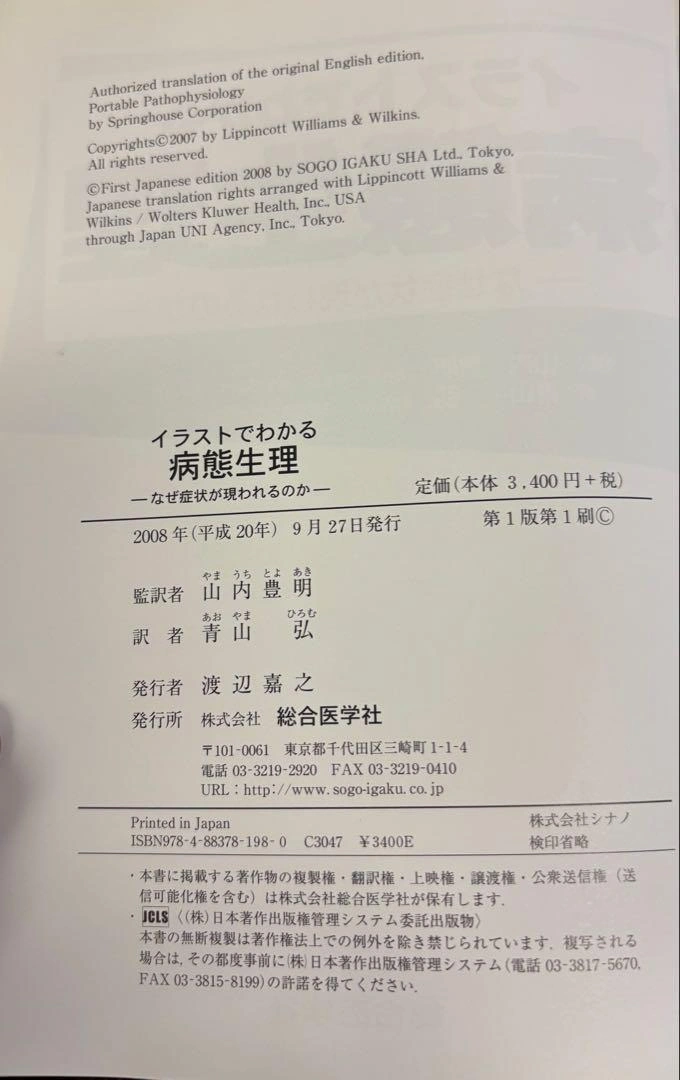 Authorized translation of the original English edition,
Portable Pathophysiology
by Springhouse Corporation
Copyrights©2007 by Lippincott Williams & Wilkins.
All rights reserved.
©First Japanese edition 2008 by SOGO IGAKU SHA Ltd., Tokyo.
Japanese translation rights arranged with Lippincott Williams &
Wilkins / Wolters Kluwer Health, Inc., USA
through Japan UNI Agency, Inc., Tokyo.
イラストでわかる
病態生理
―なぜ症状が現われるのか―
定価(本体 3,400円+税)
2008年(平成20年) 9月27日発行
第1版第1刷©
やま うち とよ あき
監訳者 山内豊明
あお やま ひろむ
訳 者 青山 弘
発行者 渡辺嘉之
発行所 株式会社 総合医学社
〒101-0061 東京都千代田区三崎町1-1-4
電話 03-3219-2920 FAX 03-3219-0410
URL:http://www.sogo-igaku.co.jp
Printed in Japan
株式会社シナノ
ISBN978-4-88378-198-0 C3047 ¥3400E
検印省略
・本書に掲載する著作物の複製権・翻訳権・上映権・譲渡権・公衆送信権(送
信可能化権を含む)は株式会社総合医学社が保有します.
・JCLS〈(株)日本著作出版権管理システム委託出版物〉
本書の無断複製は著作権法上での例外を除き禁じられています. 複写される
場合は,その都度事前に(株)日本著作出版権管理システム(電話 03-3817-5670,
FAX 03-3815-8199)の許諾を得てください.